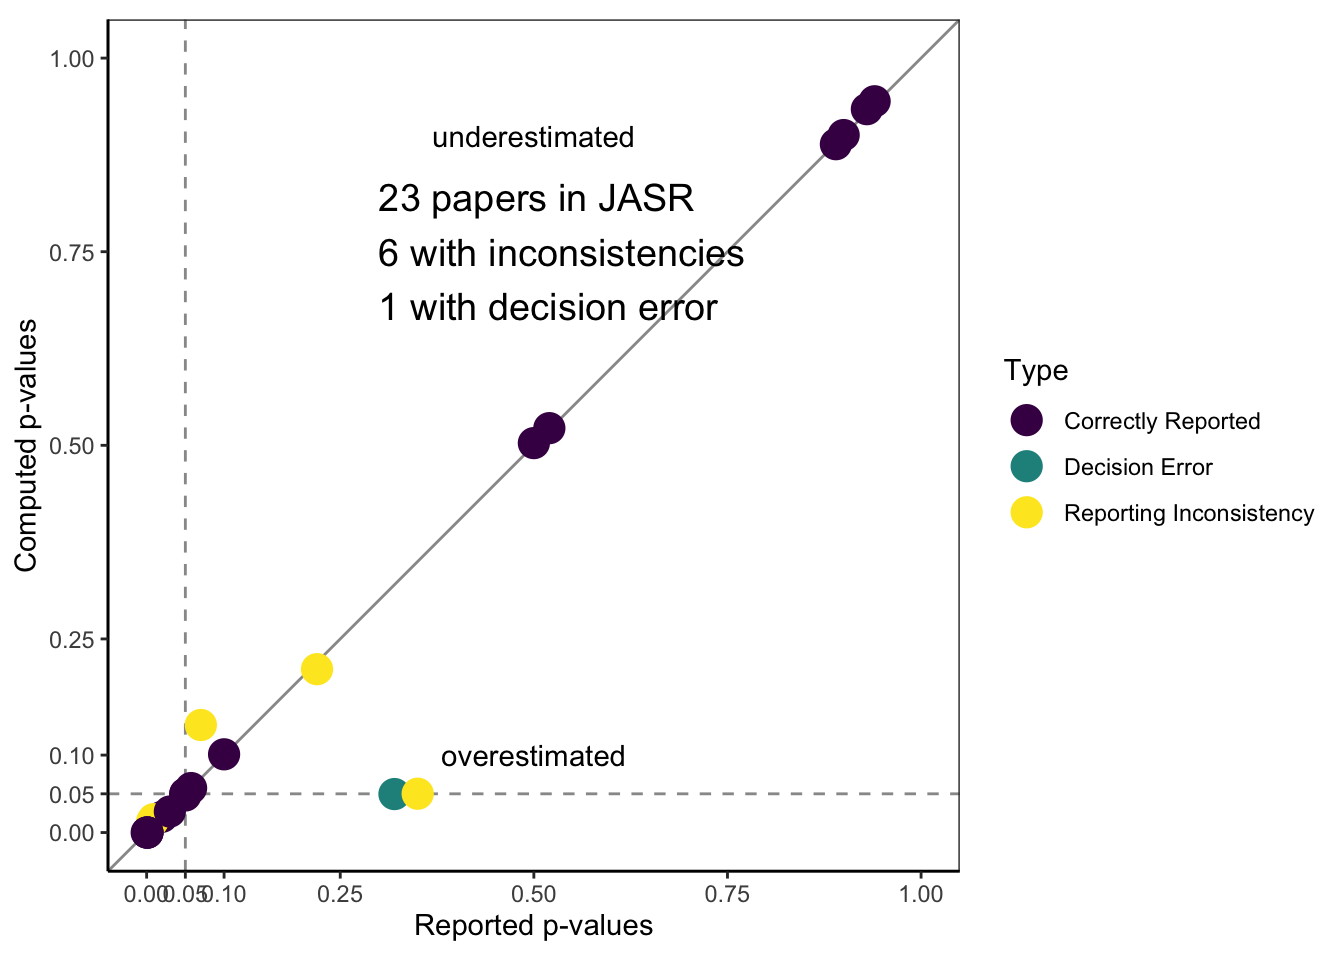 1.00
0.75
0.50
0.25
0.10
0.05
0.00
Computed p-values
underestimated
23 papers in JASR
6 with inconsistencies
1 with decision error
overestimated
0.00 0.05 0.10 0.25 0.50 0.75 1.00
Reported p-values
Type
Correctly Reported
Decision Error
Reporting Inconsistency